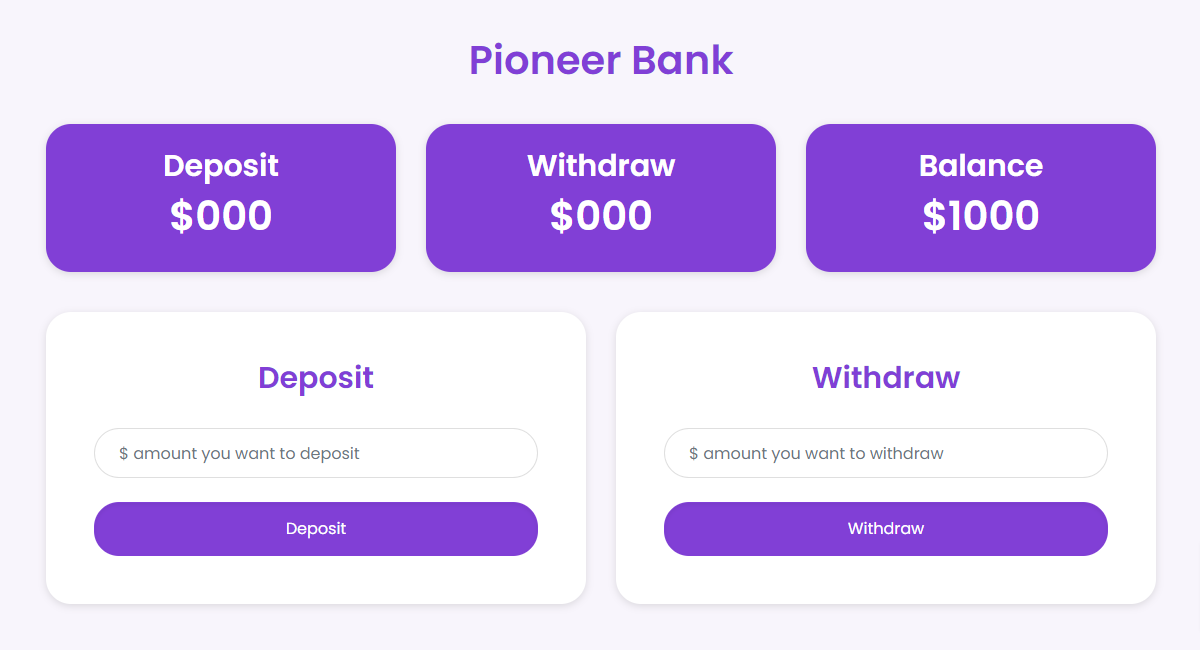 Pioneer Bank
Deposit
$000
Withdraw
$000
Balance
$1000
Deposit
$ amount you want to deposit
Deposit
Withdraw
$ amount you want to withdraw
Withdraw